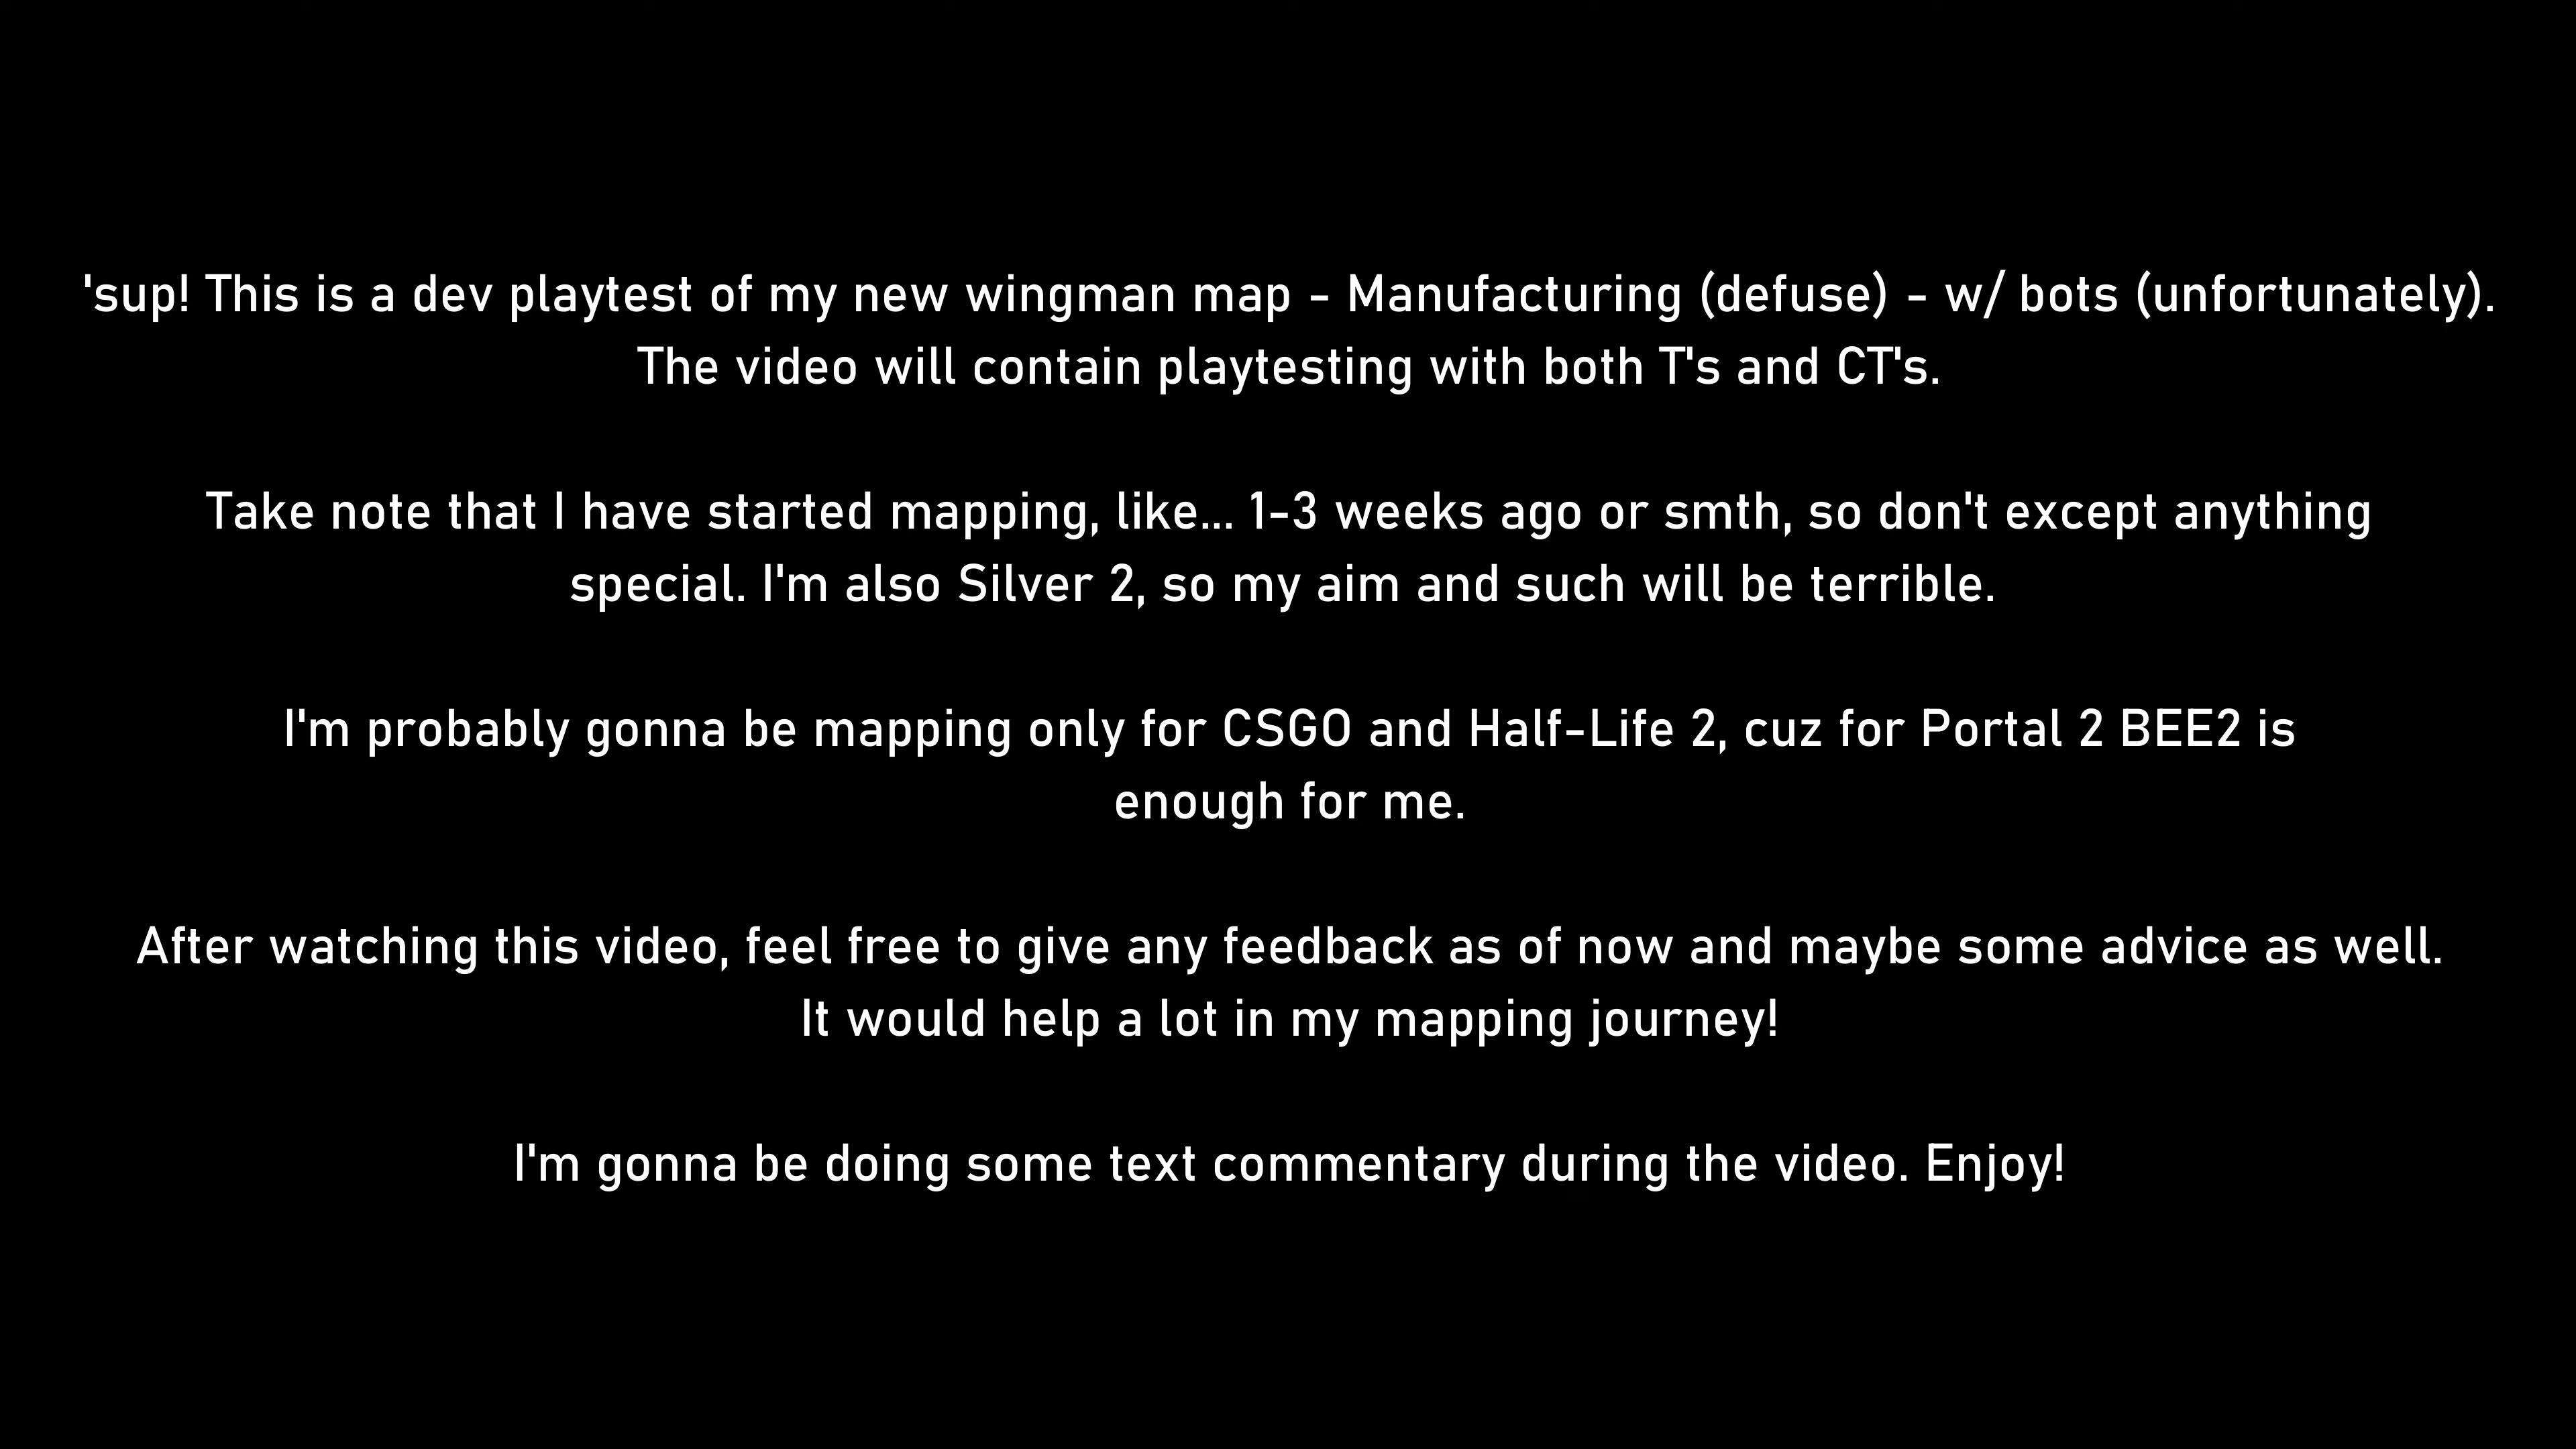 'sup! This is a dev playtest of my new wingman map - Manufacturing (defuse) - w/ bots (unfortunately).
The video will contain playtesting with both T's and CT's.
Take note that I have started mapping, like... 1-3 weeks ago or smth, so don't except anything
special. I'm also Silver 2, so my aim and such will be terrible.
I'm probably gonna be mapping only for CSGO and Half-Life 2, cuz for Portal 2 BEE2 is
enough for me.
After watching this video, feel free to give any feedback as of now and maybe some advice as well.
It would help a lot in my mapping journey!
I'm gonna be doing some text commentary during the video. Enjoy!